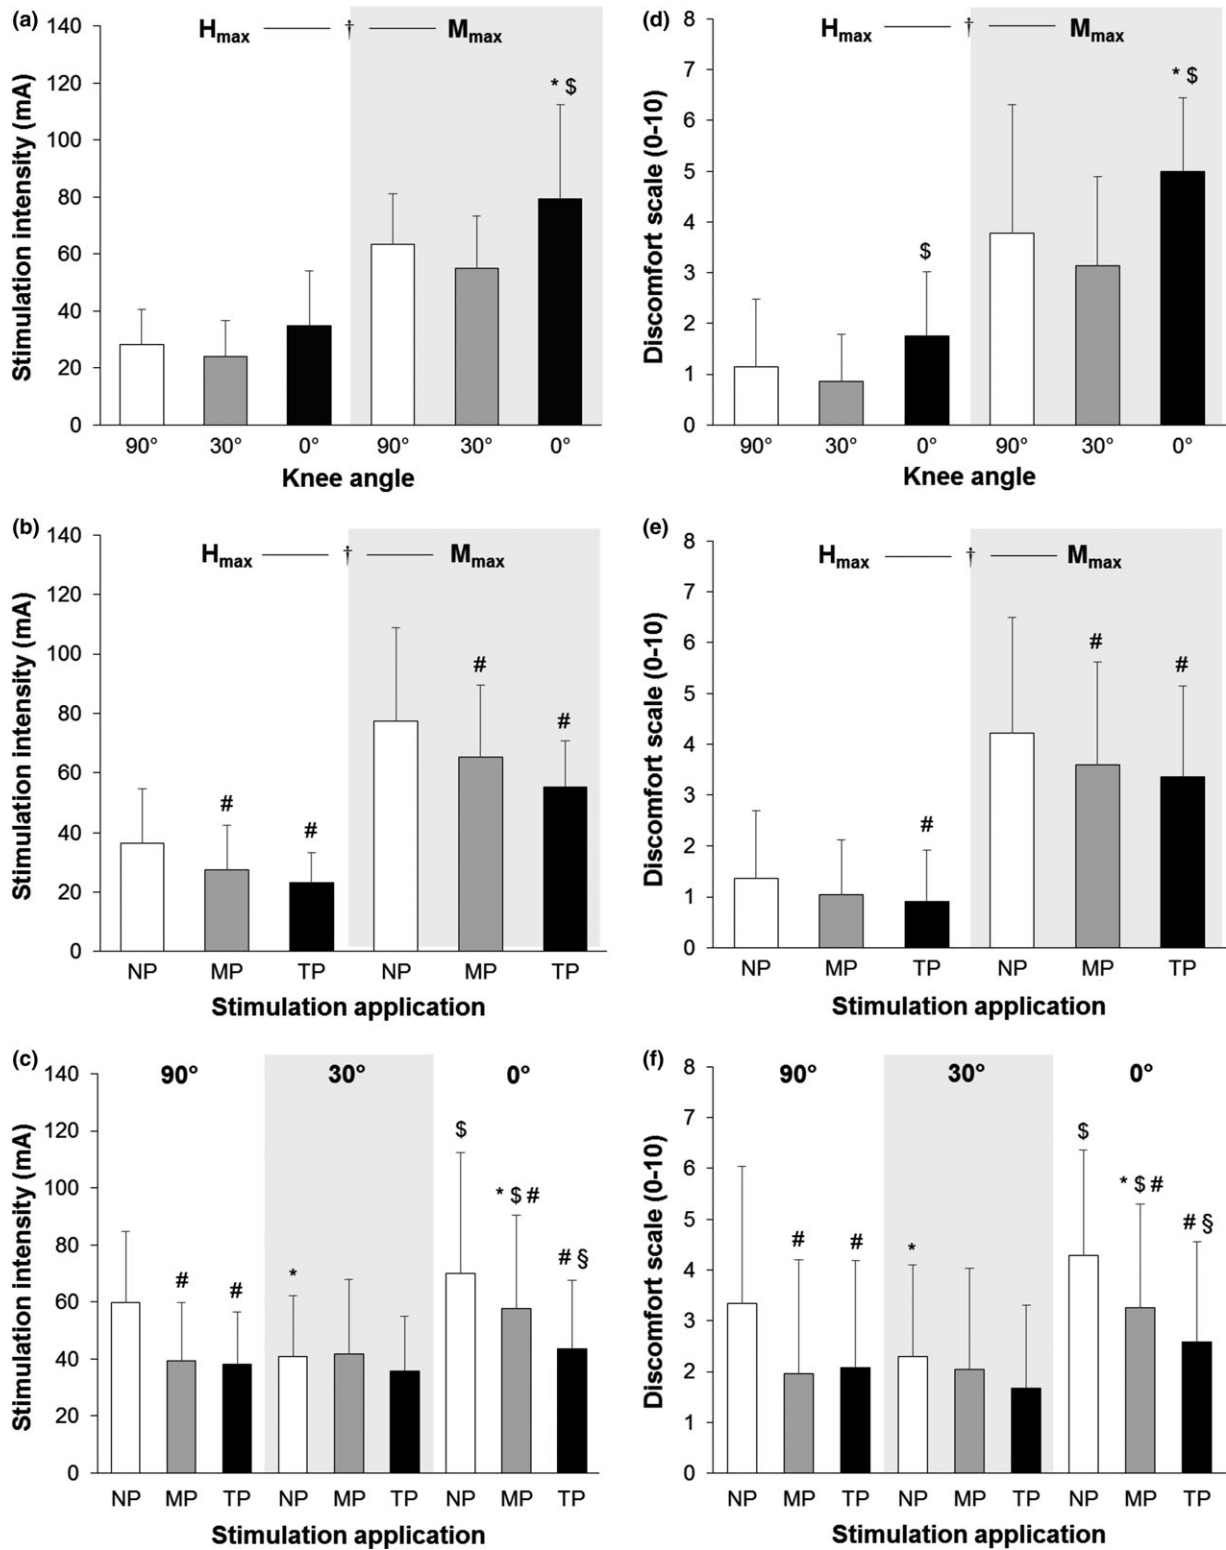 (a)
140
120
100
80
60
40
20
0
Stimulation intensity (mA)
Hmax † Mmax
* $
90° 30° 0° 90° 30° 0°
Knee angle
(d)
8
7
6
5
4
3
2
1
0
Discomfort scale (0-10)
Hmax † Mmax
$
* $
90° 30° 0° 90° 30° 0°
Knee angle
(b)
140
120
100
80
60
40
20
0
Stimulation intensity (mA)
Hmax † Mmax
# # # #
NP MP TP NP MP TP
Stimulation application
(e)
8
7
6
5
4
3
2
1
0
Discomfort scale (0-10)
Hmax † Mmax
# # #
NP MP TP NP MP TP
Stimulation application
(c)
140
120
100
80
60
40
20
0
Stimulation intensity (mA)
90° 30° 0°
# # * $ * $ # # §
NP MP TP NP MP TP NP MP TP
Stimulation application
(f)
8
7
6
5
4
3
2
1
0
Discomfort scale (0-10)
90° 30° 0°
# # * $ * $ # # §
NP MP TP NP MP TP NP MP TP
Stimulation application